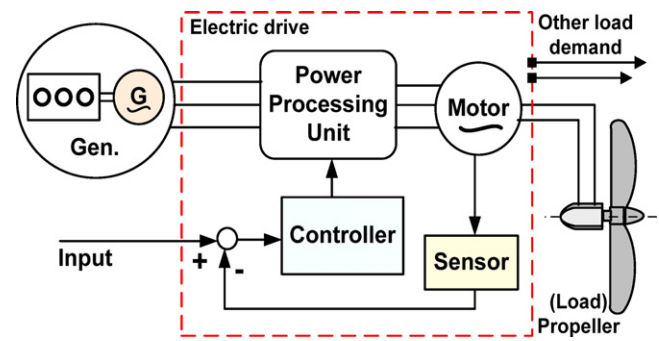 Electric drive
Other load
demand
G
Gen.
Power
Processing
Unit
Motor
Input
+
-
Controller
Sensor
(Load)
Propeller